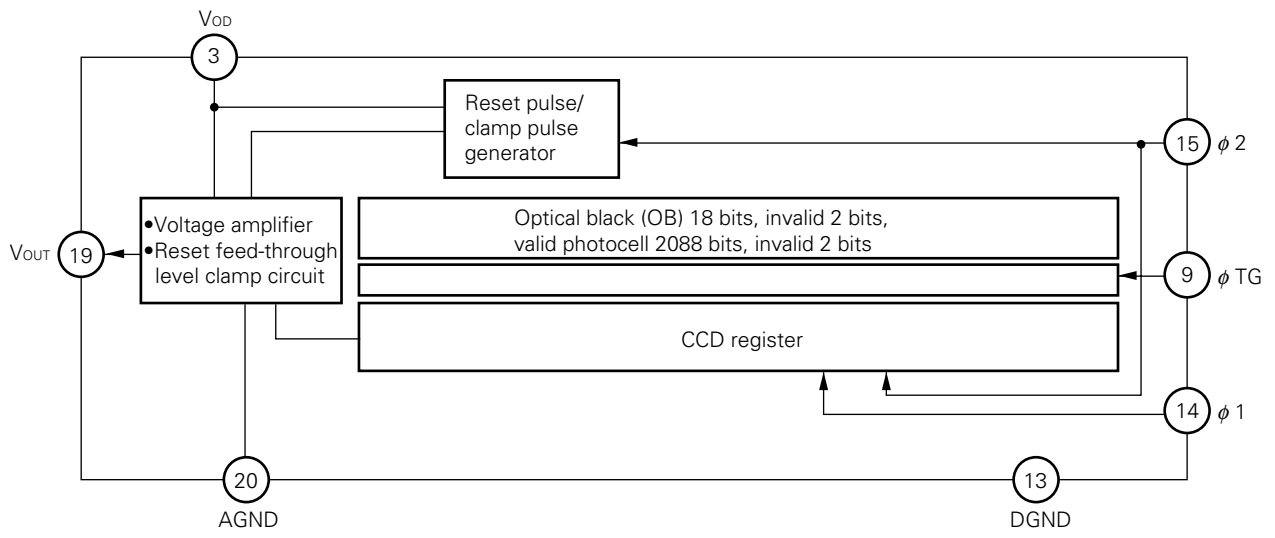 VOD
3
Reset pulse/
clamp pulse
generator
15
φ 2
•Voltage amplifier
•Reset feed-through
level clamp circuit
Optical black (OB) 18 bits, invalid 2 bits,
valid photocell 2088 bits, invalid 2 bits
VOUT
19
9
φ TG
CCD register
14
φ 1
20
AGND
13
DGND